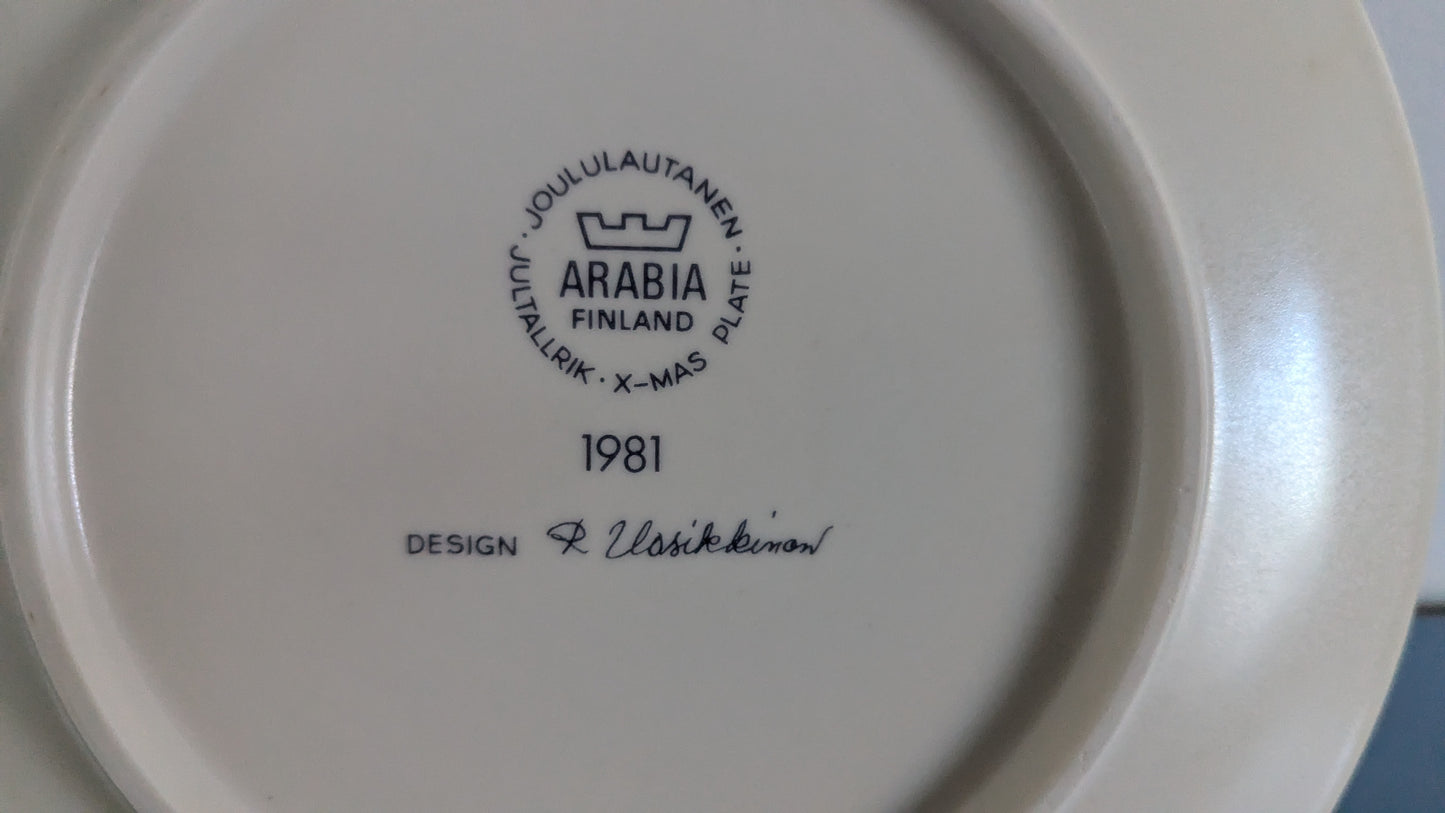 · JOULULAUTANEN · X-MAS PLATE · JULTALLRIK
ARABIA
FINLAND
1981
DESIGN R Uosikkinen